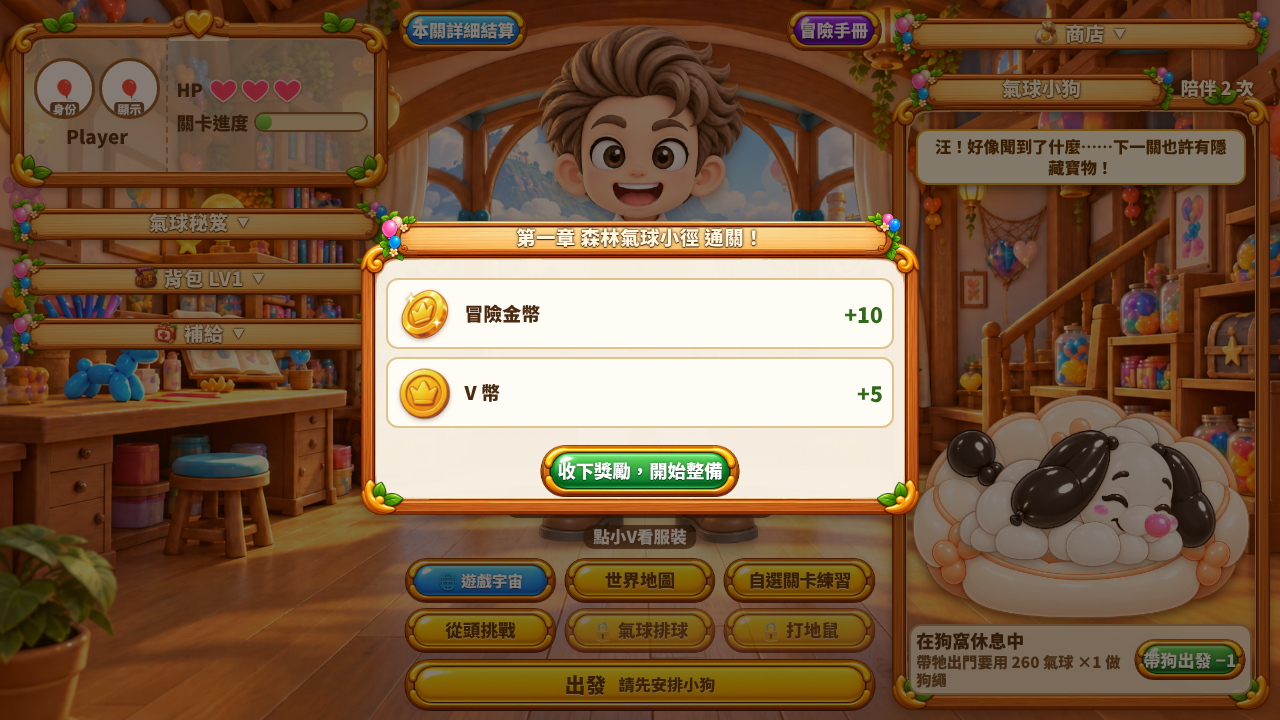 本關詳細結算
冒險手冊
商店 ▼
身份
顯示
Player
HP
關卡進度
氣球小狗
陪伴 2 次
汪！好像聞到了什麼……下一關也許有隱
藏寶物！
氣球秘笈 ▼
背包 LV1 ▼
補給 ▼
第一章 森林氣球小徑 通關！
冒險金幣
+10
V 幣
+5
收下獎勵，開始整備
點小V看服裝
遊戲宇宙
世界地圖
自選關卡練習
從頭挑戰
氣球排球
打地鼠
出發 請先安排小狗
在狗窩休息中
帶牠出門要用 260 氣球 ×1 做
狗繩
帶狗出發 −1